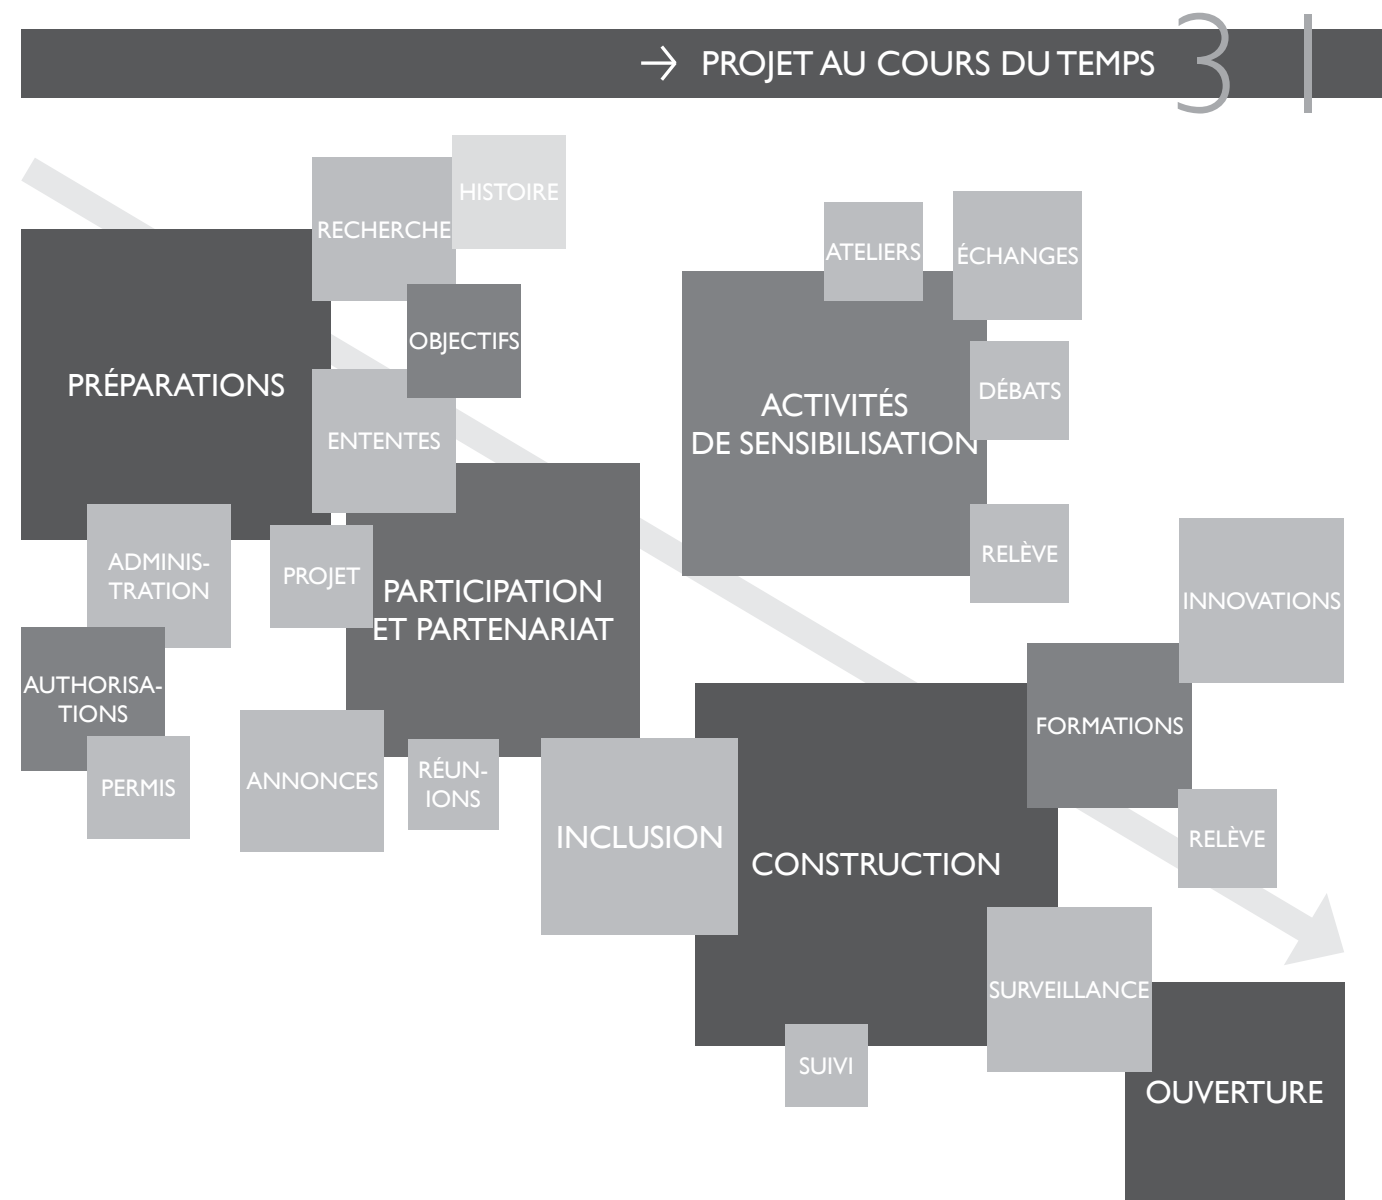 → PROJET AU COURS DU TEMPS 31
HISTOIRE
RECHERCHE
OBJECTIFS
PRÉPARATIONS
ENTENTES
ATELIERS
ÉCHANGES
DÉBATS
ACTIVITÉS
DE SENSIBILISATION
RELÈVE
ADMINIS-
TRATION
PROJET
PARTICIPATION
ET PARTENARIAT
AUTHORISA-
TIONS
PERMIS
ANNONCES
RÉUN-
IONS
INCLUSION
INNOVATIONS
FORMATIONS
RELÈVE
CONSTRUCTION
SURVEILLANCE
SUIVI
OUVERTURE